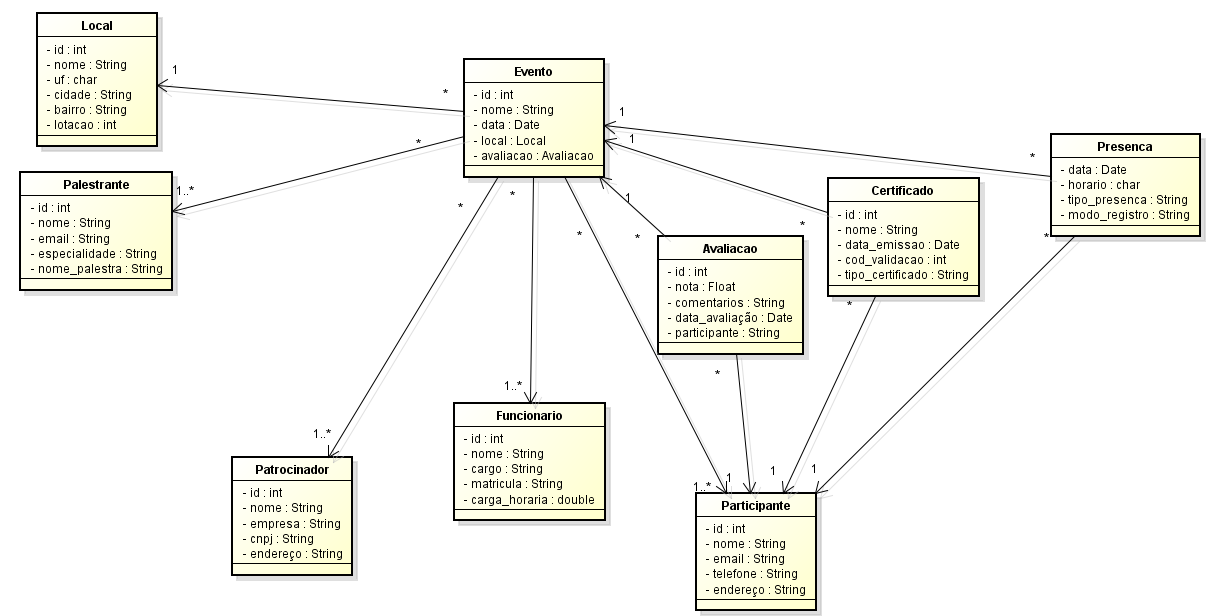 Local
- id : int
- nome : String
- uf : char
- cidade : String
- bairro : String
- lotacao : int
1
*
Evento
- id : int
- nome : String
- data : Date
- local : Local
- avaliacao : Avaliacao
1
*
1
*
Presenca
- data : Date
- horario : char
- tipo_presenca : String
- modo_registro : String
*
Palestrante
- id : int
- nome : String
- email : String
- especialidade : String
- nome_palestra : String
1..*
*
Certificado
- id : int
- nome : String
- data_emissao : Date
- cod_validacao : int
- tipo_certificado : String
*
*
*
*
1
*
Avaliacao
- id : int
- nota : Float
- comentarios : String
- data_avaliação : Date
- participante : String
*
1..*
Funcionario
- id : int
- nome : String
- cargo : String
- matricula : String
- carga_horaria : double
1..*
Patrocinador
- id : int
- nome : String
- empresa : String
- cnpj : String
- endereço : String
1..*
1
1
1
Participante
- id : int
- nome : String
- email : String
- telefone : String
- endereço : String